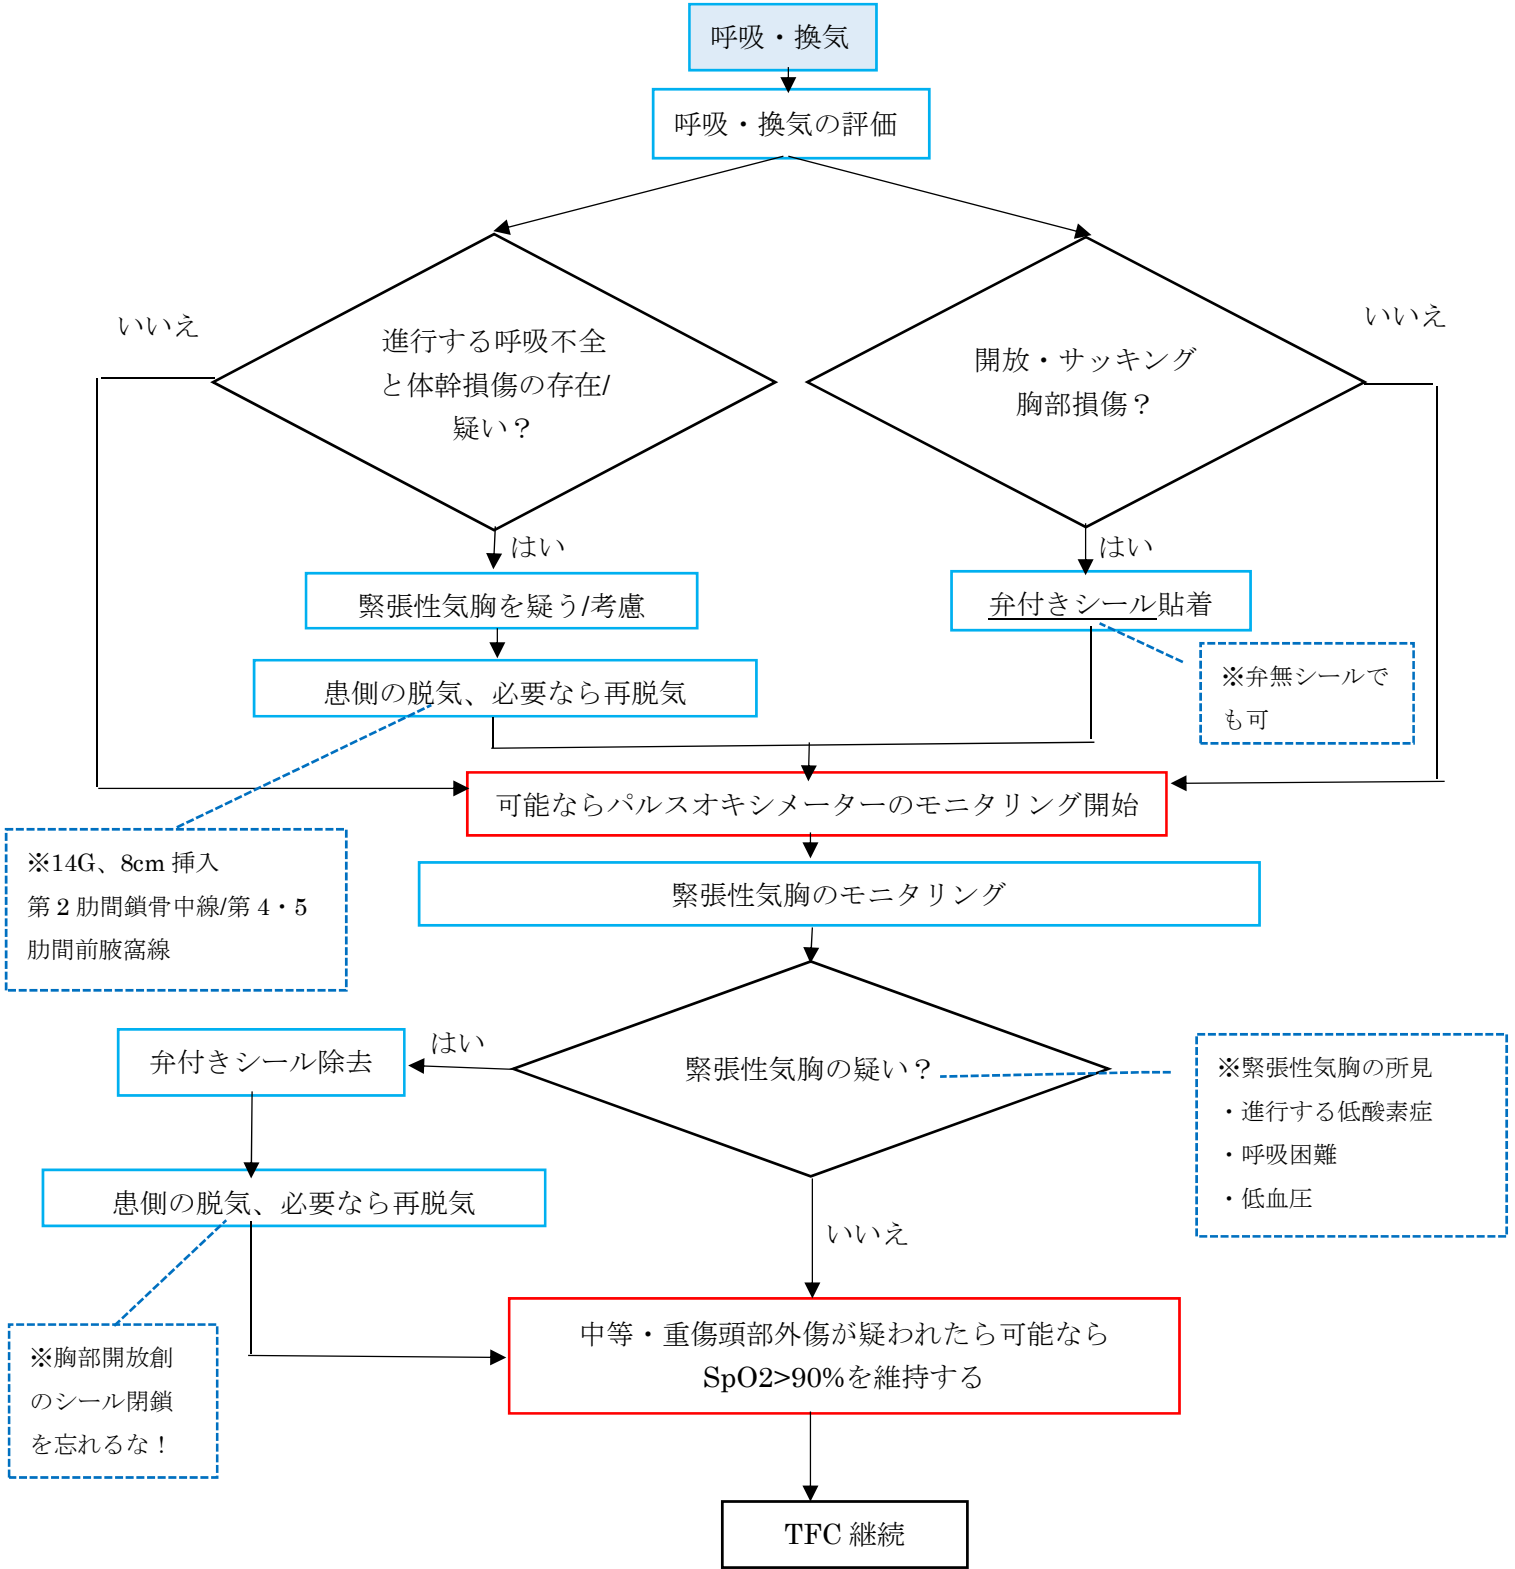 呼吸・換気
呼吸・換気の評価
いいえ
進行する呼吸不全
と体幹損傷の存在/
疑い？
開放・サッキング
胸部損傷？
いいえ
はい
はい
緊張性気胸を疑う/考慮
弁付きシール貼着
患側の脱気、必要なら再脱気
※弁無シールで
も可
可能ならパルスオキシメーターのモニタリング開始
※14G、8cm 挿入
第 2 肋間鎖骨中線/第 4・5
肋間前腋窩線
緊張性気胸のモニタリング
はい
弁付きシール除去
緊張性気胸の疑い？
※緊張性気胸の所見
・進行する低酸素症
・呼吸困難
・低血圧
患側の脱気、必要なら再脱気
いいえ
※胸部開放創
のシール閉鎖
を忘れるな！
中等・重傷頭部外傷が疑われたら可能なら
SpO2>90%を維持する
TFC 継続